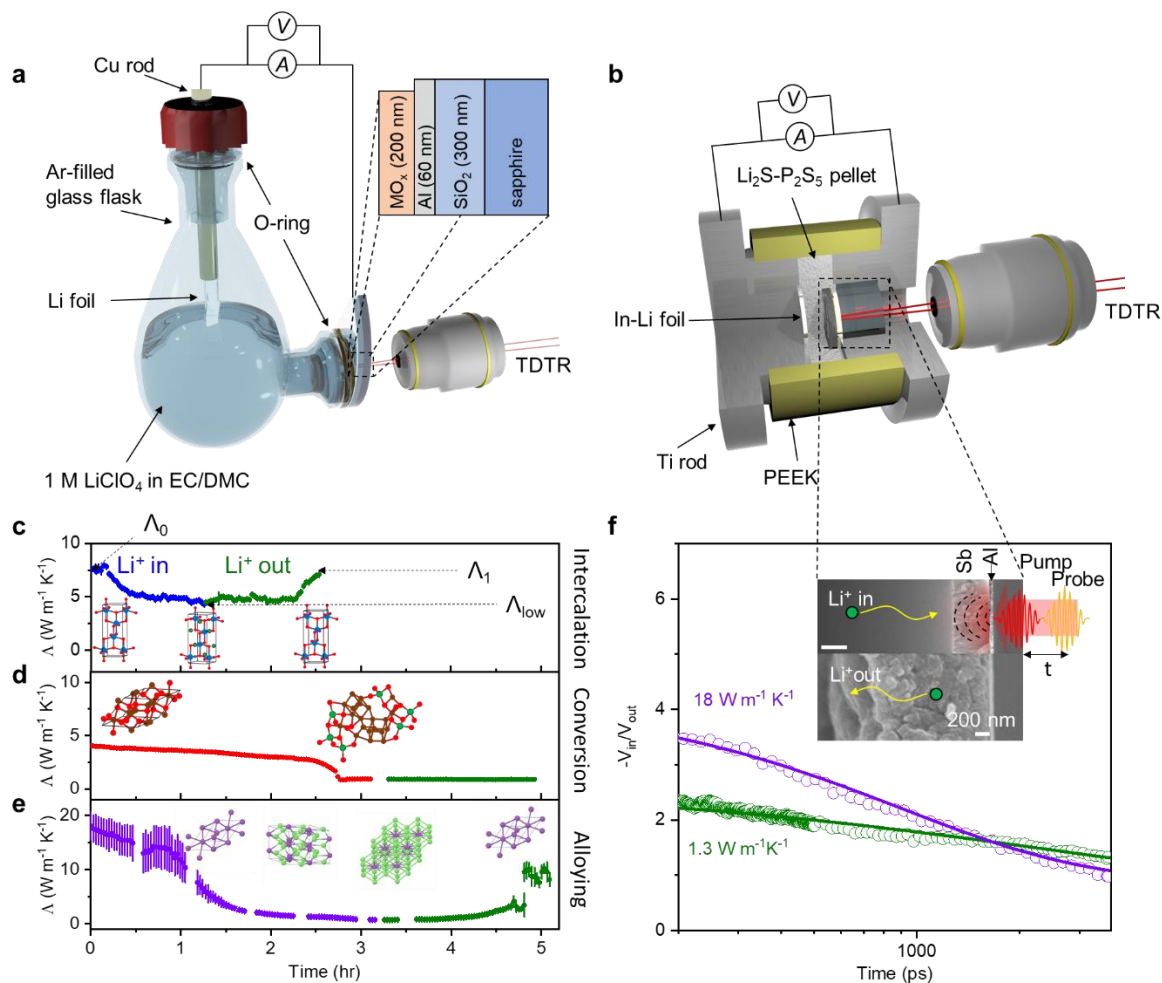 a
V
A
Cu rod
Ar-filled
glass flask
O-ring
Li foil
1 M LiClO₄ in EC/DMC
MOₓ (200 nm)
Al (60 nm)
SiO₂ (300 nm)
sapphire
TDTR
b
V
A
Li₂S-P₂S₅ pellet
In-Li foil
TDTR
Ti rod
PEEK
c
Λ₀
10
5
0
Λ (W m⁻¹ K⁻¹)
Li⁺ in
Li⁺ out
Λ₁
Λlow
Intercalation
d
10
5
0
Λ (W m⁻¹ K⁻¹)
Conversion
e
20
10
0
Λ (W m⁻¹ K⁻¹)
Alloying
0
1
2
3
4
5
Time (hr)
f
6
4
2
0
-Vin/Vout
Sb
Al
Pump
Probe
Li⁺ in
t
Li⁺out
200 nm
18 W m⁻¹ K⁻¹
1.3 W m⁻¹K⁻¹
1000
Time (ps)